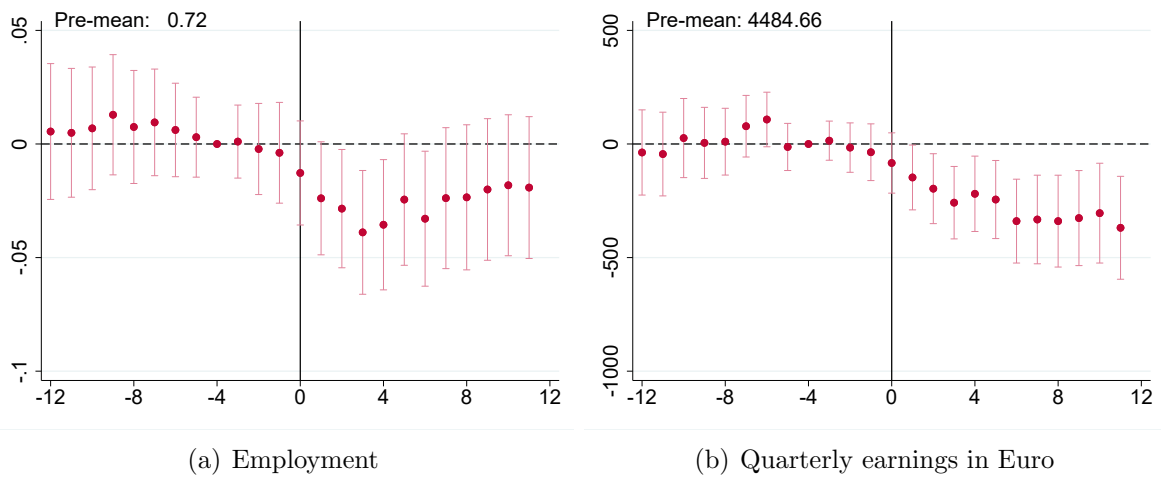 Pre-mean: 0.72
.05
0
-.05
-.1
-12 -8 -4 0 4 8 12
(a) Employment
Pre-mean: 4484.66
500
0
-500
-1000
-12 -8 -4 0 4 8 12
(b) Quarterly earnings in Euro